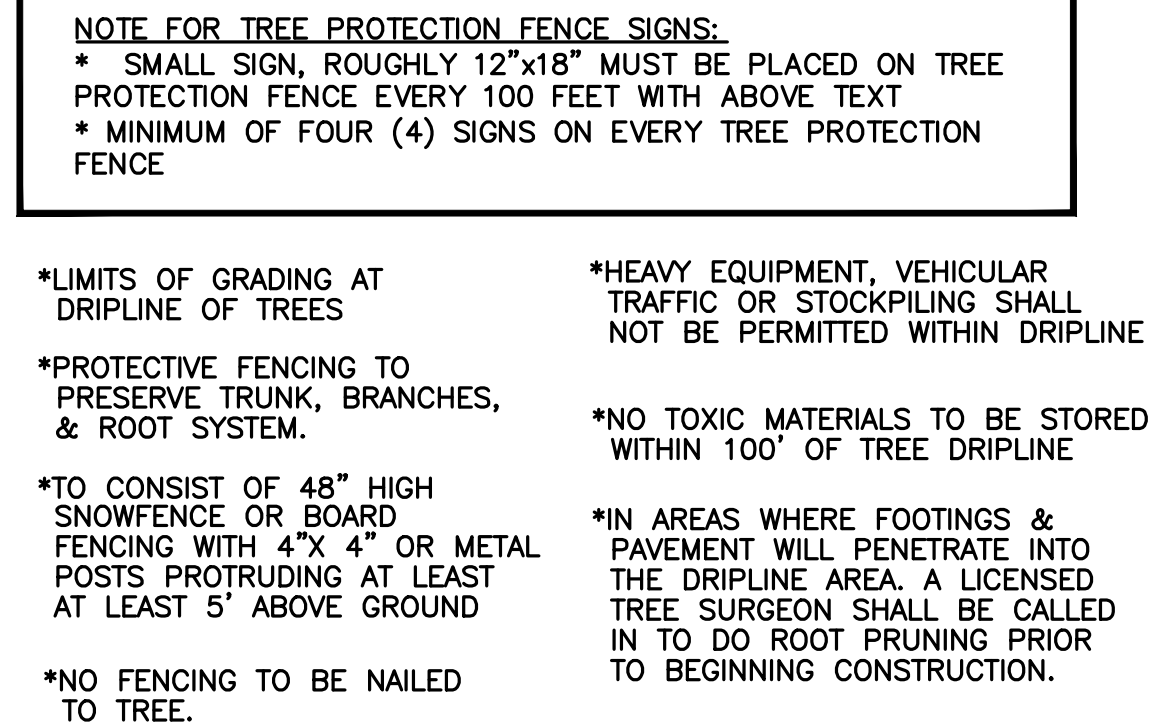 NOTE FOR TREE PROTECTION FENCE SIGNS:
* SMALL SIGN, ROUGHLY 12"x18" MUST BE PLACED ON TREE
PROTECTION FENCE EVERY 100 FEET WITH ABOVE TEXT
* MINIMUM OF FOUR (4) SIGNS ON EVERY TREE PROTECTION
FENCE
*LIMITS OF GRADING AT
DRIPLINE OF TREES
*PROTECTIVE FENCING TO
PRESERVE TRUNK, BRANCHES,
& ROOT SYSTEM.
*TO CONSIST OF 48" HIGH
SNOWFENCE OR BOARD
FENCING WITH 4"X 4" OR METAL
POSTS PROTRUDING AT LEAST
AT LEAST 5' ABOVE GROUND
*NO FENCING TO BE NAILED
TO TREE.
*HEAVY EQUIPMENT, VEHICULAR
TRAFFIC OR STOCKPILING SHALL
NOT BE PERMITTED WITHIN DRIPLINE
*NO TOXIC MATERIALS TO BE STORED
WITHIN 100' OF TREE DRIPLINE
*IN AREAS WHERE FOOTINGS &
PAVEMENT WILL PENETRATE INTO
THE DRIPLINE AREA. A LICENSED
TREE SURGEON SHALL BE CALLED
IN TO DO ROOT PRUNING PRIOR
TO BEGINNING CONSTRUCTION.